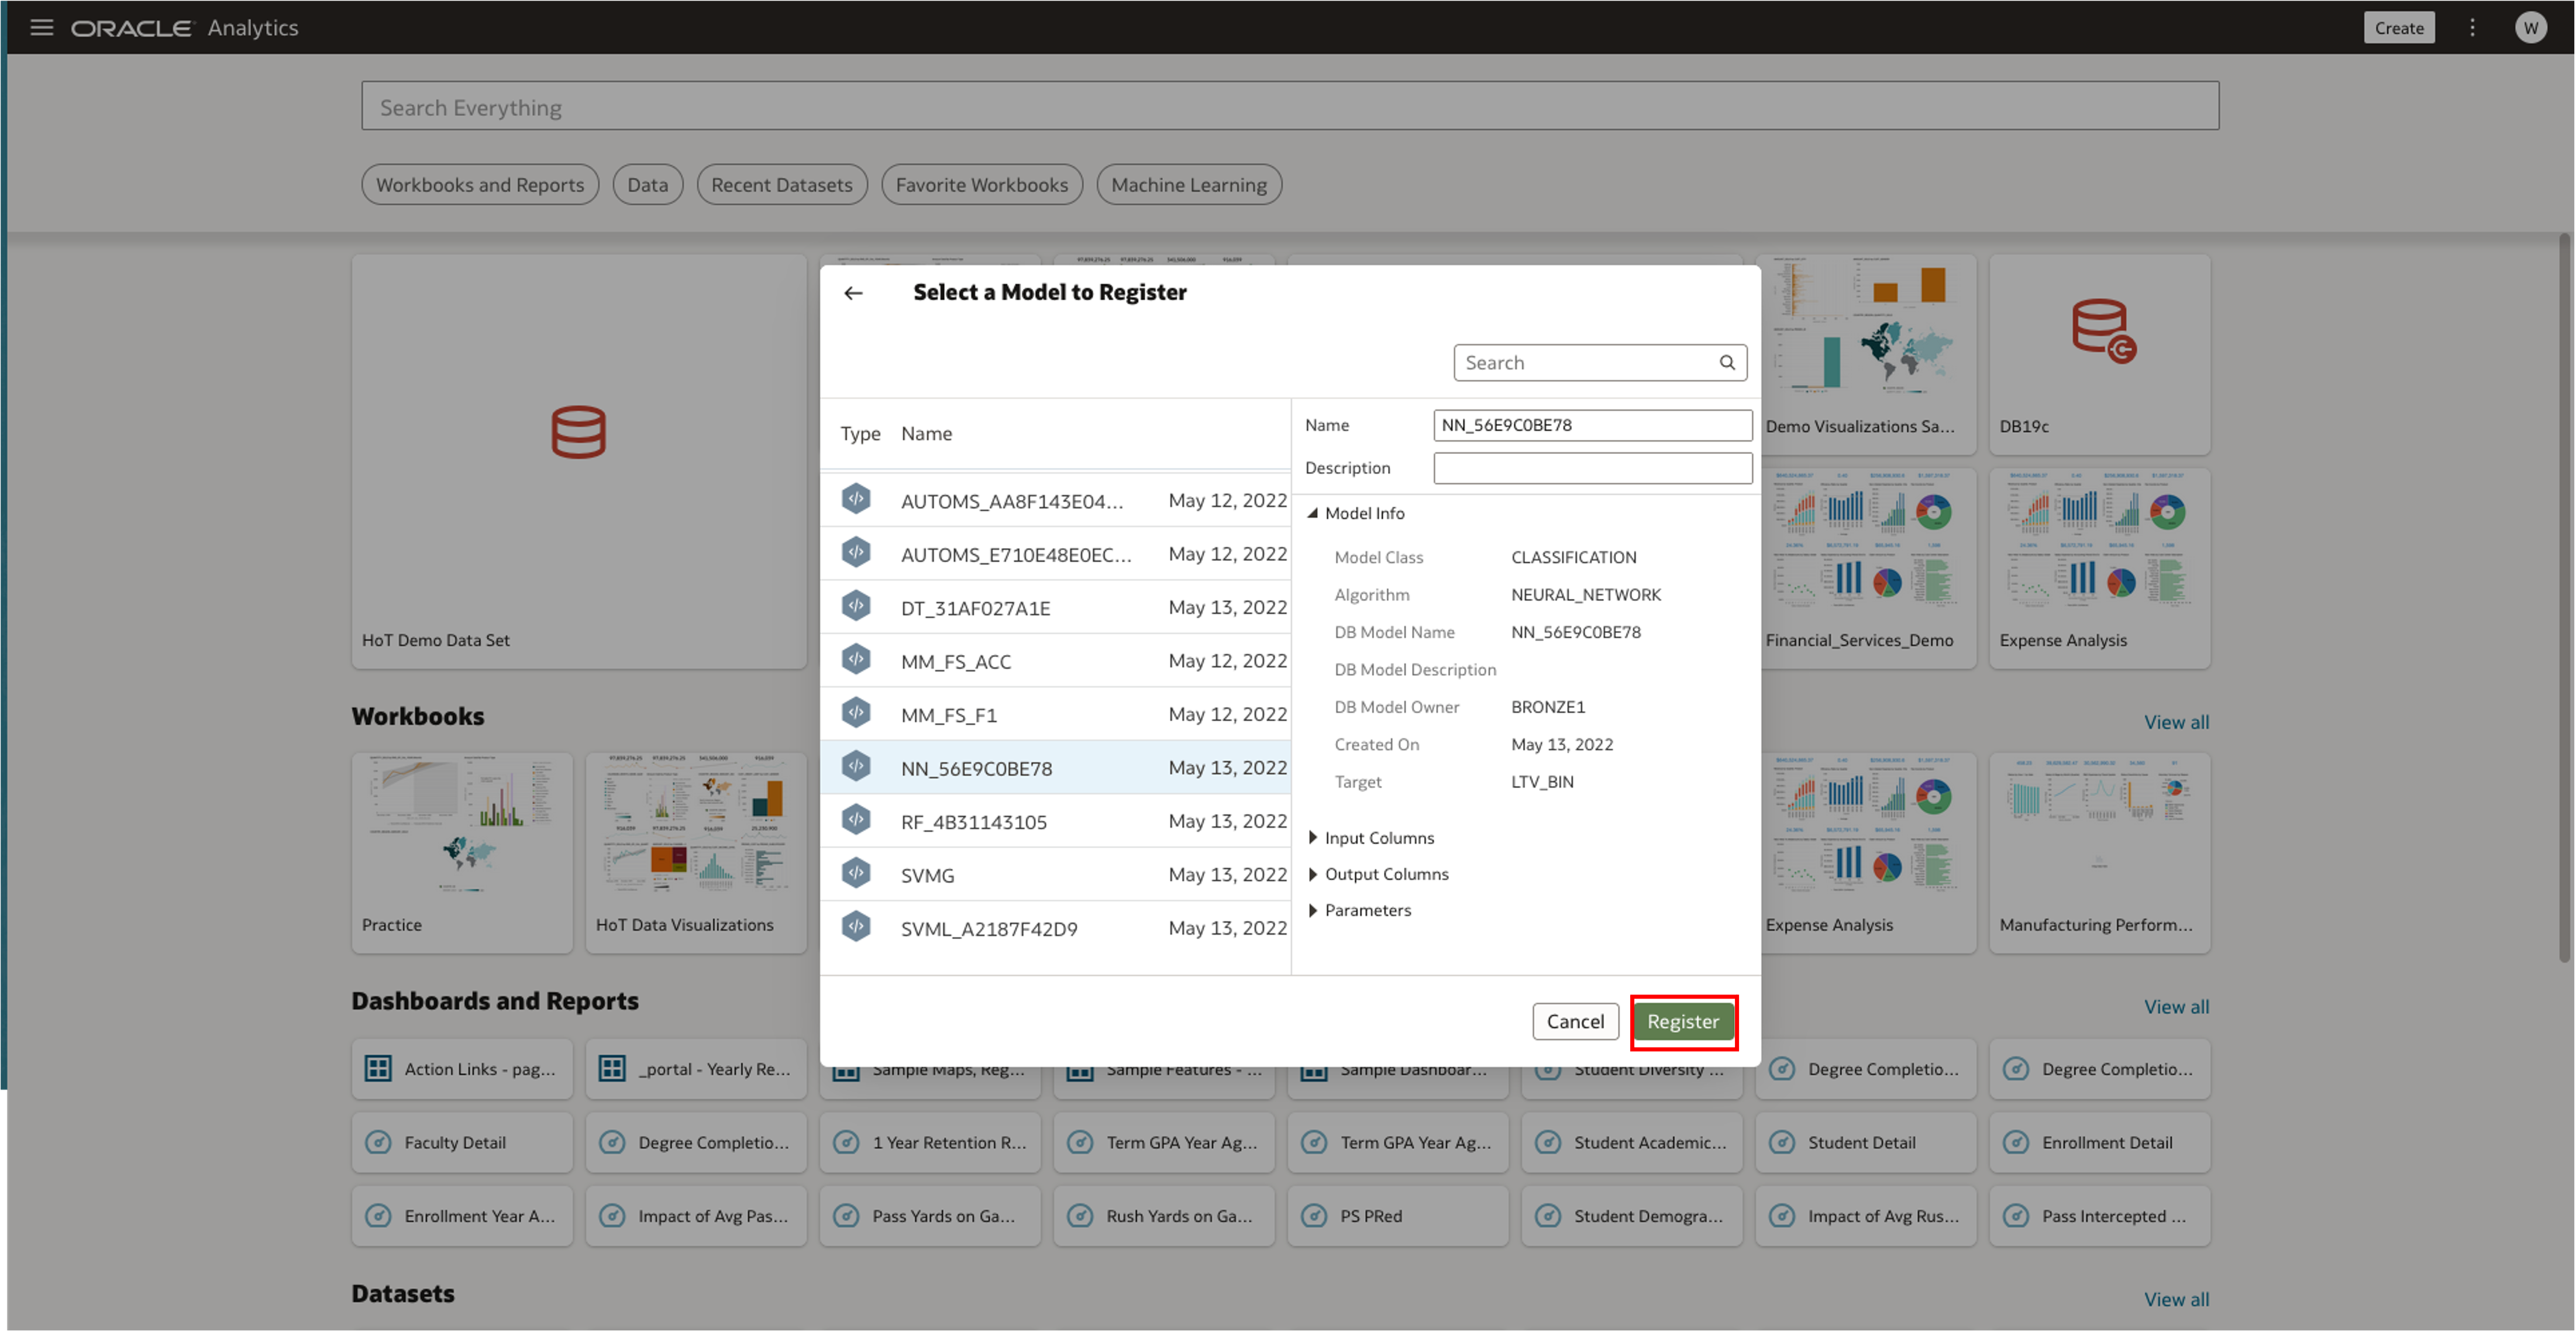 ORACLE Analytics
Create
W
Search Everything
Workbooks and Reports
Data
Recent Datasets
Favorite Workbooks
Machine Learning
HoT Demo Data Set
Select a Model to Register
Search
Type Name
AUTOMS_AA8F143E04... May 12, 2022
AUTOMS_E710E48E0EC... May 12, 2022
DT_31AF027A1E May 13, 2022
MM_FS_ACC May 12, 2022
MM_FS_F1 May 12, 2022
NN_56E9C0BE78 May 13, 2022
RF_4B31143105 May 13, 2022
SVMG May 13, 2022
SVML_A2187F42D9 May 13, 2022
Name NN_56E9C0BE78
Description
Model Info
Model Class CLASSIFICATION
Algorithm NEURAL_NETWORK
DB Model Name NN_56E9C0BE78
DB Model Description
DB Model Owner BRONZE1
Created On May 13, 2022
Target LTV_BIN
Input Columns
Output Columns
Parameters
Cancel
Register
Demo Visualizations Sa...
DB19c
Financial_Services_Demo
Expense Analysis
Workbooks
View all
Practice
HoT Data Visualizations
Expense Analysis
Manufacturing Perform...
Dashboards and Reports
View all
Action Links - pag...
_portal - Yearly Re...
Sample Maps, Reg...
Sample Features - ...
Sample Dashboar...
Student Diversity ...
Degree Completio...
Degree Completio...
Faculty Detail
Degree Completio...
1 Year Retention R...
Term GPA Year Ag...
Term GPA Year Ag...
Student Academic...
Student Detail
Enrollment Detail
Enrollment Year A...
Impact of Avg Pas...
Pass Yards on Ga...
Rush Yards on Ga...
PS PRed
Student Demogra...
Impact of Avg Rus...
Pass Intercepted ...
Datasets
View all